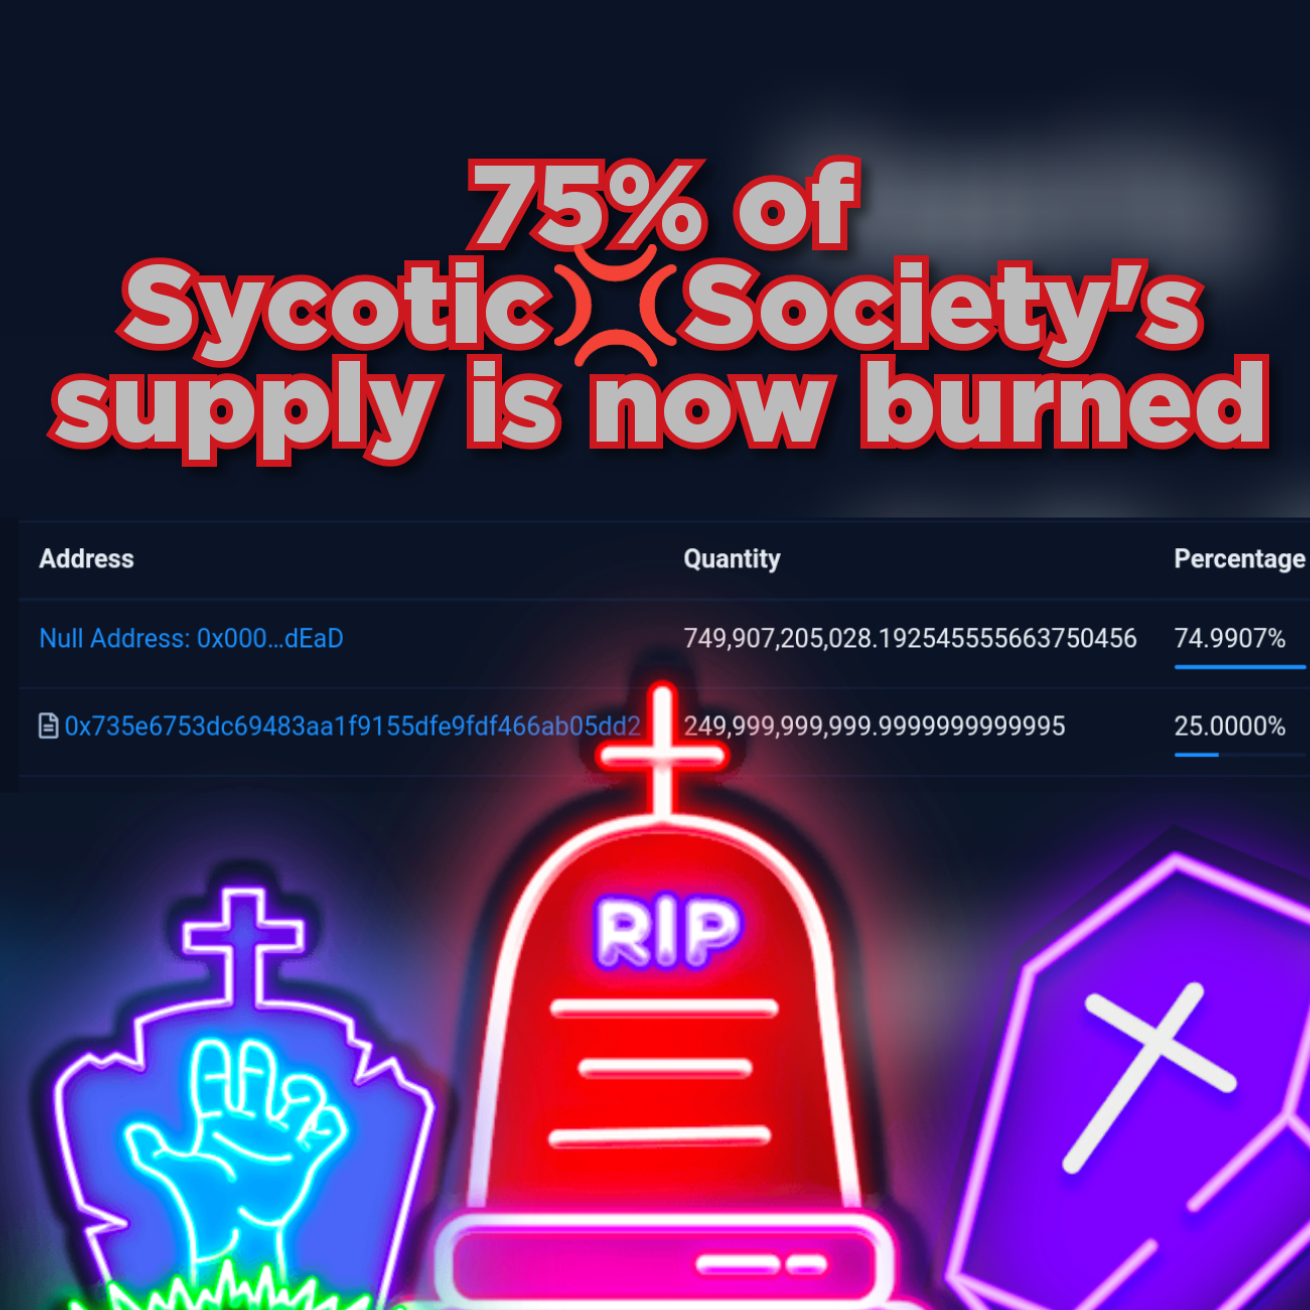 75% of
Sycotic💢Society's
supply is now burned
Address Quantity Percentage
Null Address: 0x000...dEaD 749,907,205,028.192545555663750456 74.9907%
0x735e6753dc69483aa1f9155dfe9fdf466ab05dd2 249,999,999,999.9999999999995 25.0000%
RIP